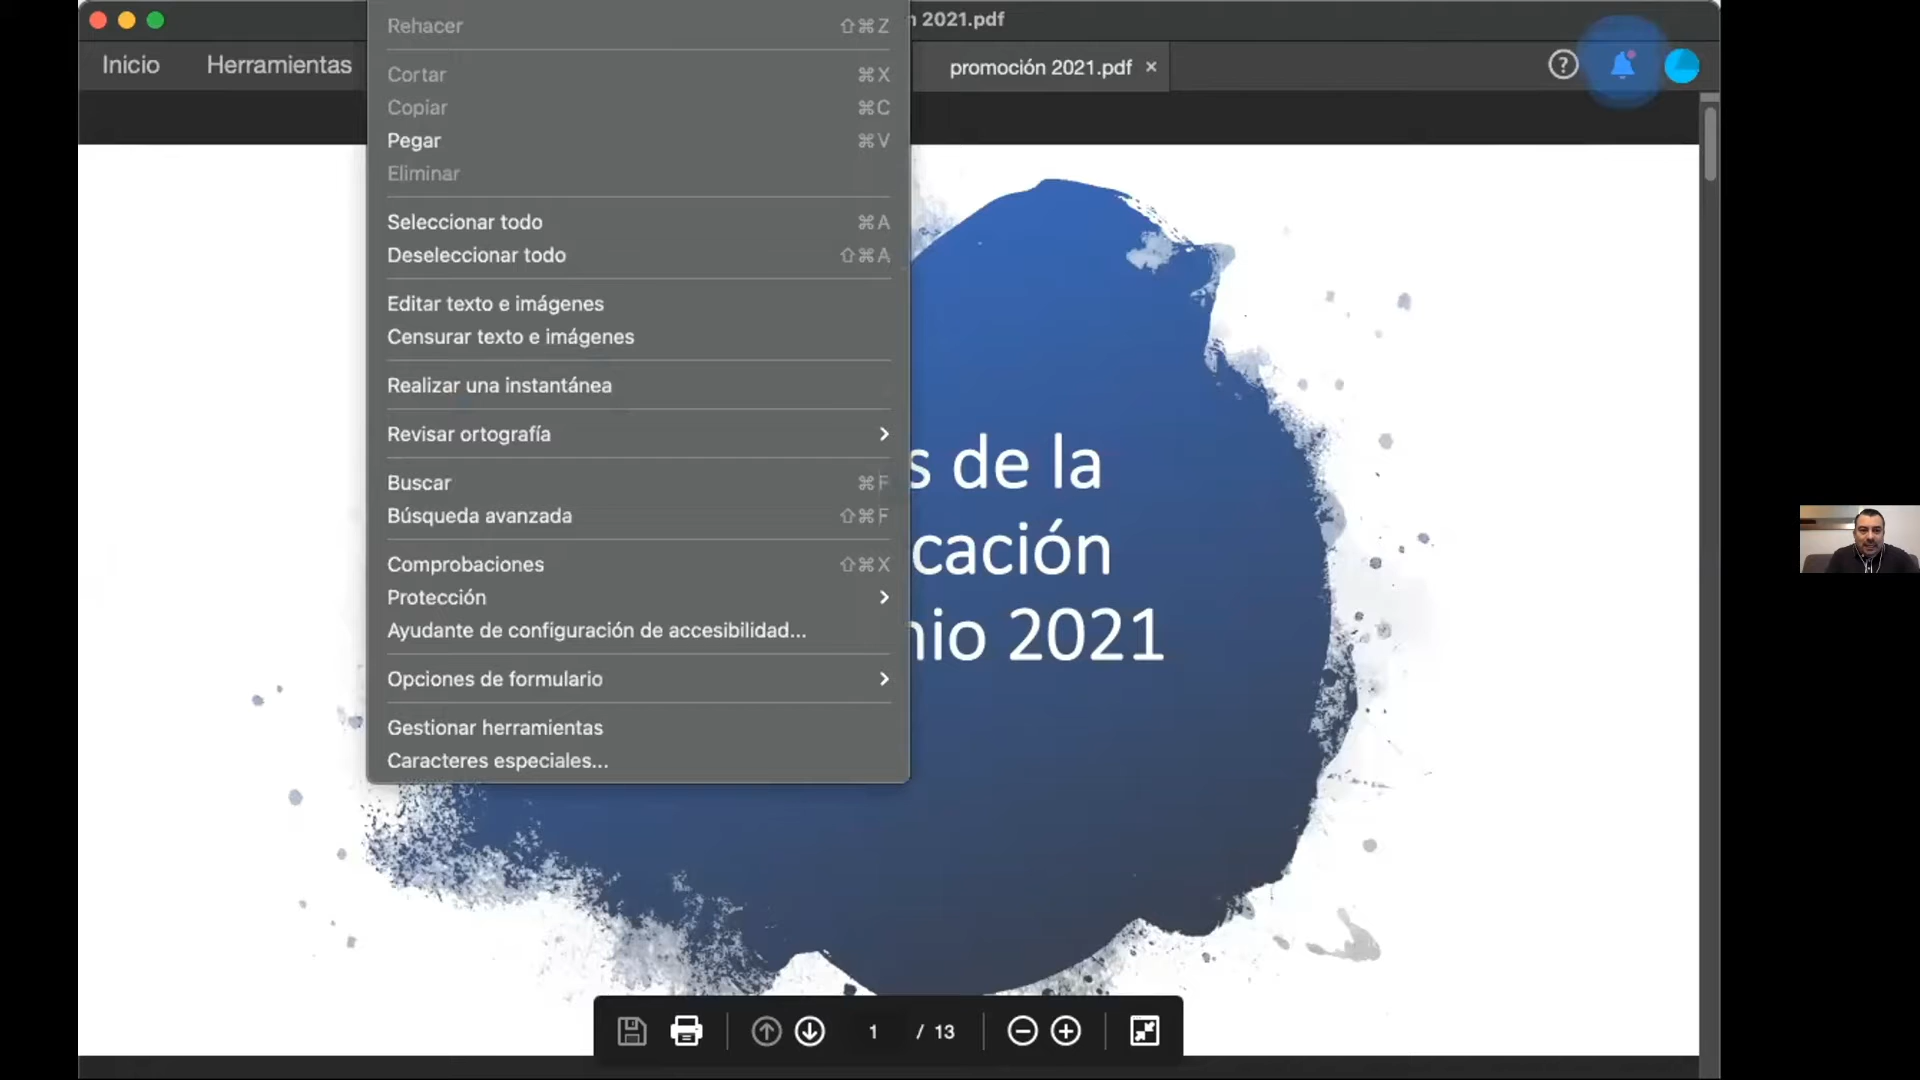 2021.pdf
Inicio
Herramientas
promoción 2021.pdf ×
Rehacer ⇧⌘Z
Cortar ⌘X
Copiar ⌘C
Pegar ⌘V
Eliminar
Seleccionar todo ⌘A
Deseleccionar todo ⇧⌘A
Editar texto e imágenes
Censurar texto e imágenes
Realizar una instantánea
Revisar ortografía
Buscar ⌘F
Búsqueda avanzada ⇧⌘F
Comprobaciones ⇧⌘X
Protección
Ayudante de configuración de accesibilidad...
Opciones de formulario
Gestionar herramientas
Caracteres especiales...
s de la
cación
nio 2021
1 / 13